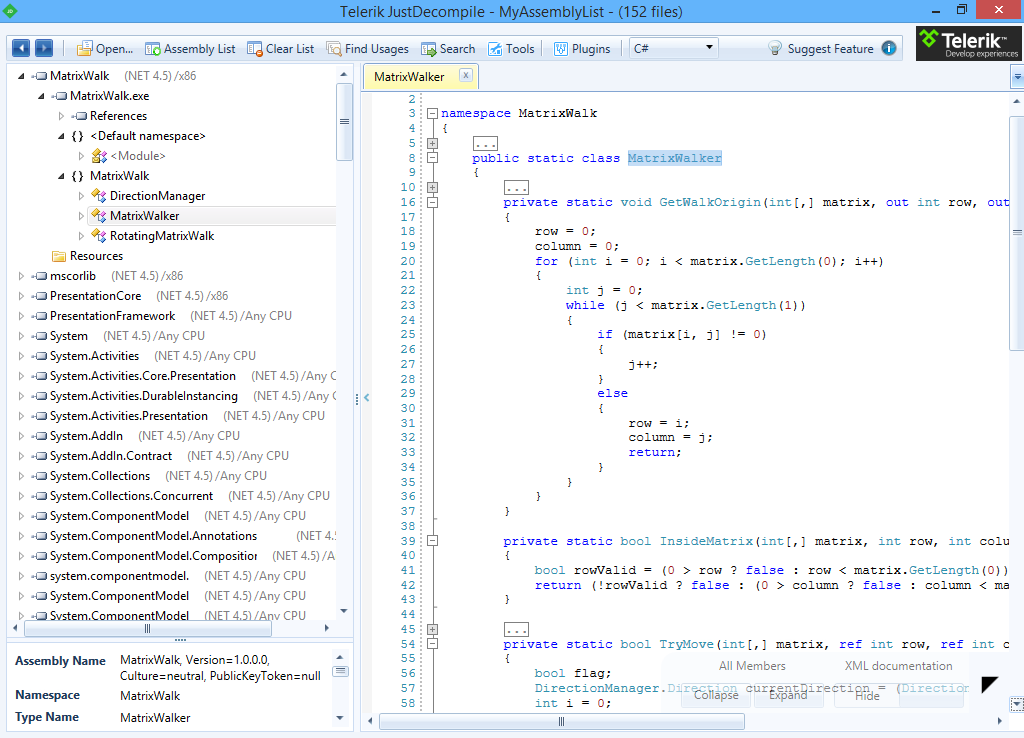 Telerik JustDecompile - MyAssemblyList - (152 files)
Open... Assembly List Clear List Find Usages Search Tools Plugins C# Suggest Feature
Telerik™
Develop experiences
MatrixWalk (NET 4.5)/x86
MatrixWalk.exe
References
{} <Default namespace>
<Module>
{} MatrixWalk
DirectionManager
MatrixWalker
RotatingMatrixWalk
Resources
mscorlib (NET 4.5)/x86
PresentationCore (NET 4.5)/x86
PresentationFramework (NET 4.5)/Any CPU
System (NET 4.5)/Any CPU
System.Activities (NET 4.5)/Any CPU
System.Activities.Core.Presentation (NET 4.5)/Any C
System.Activities.DurableInstancing (NET 4.5)/Any C
System.Activities.Presentation (NET 4.5)/Any CPU
System.AddIn (NET 4.5)/Any CPU
System.AddIn.Contract (NET 4.5)/Any CPU
System.Collections (NET 4.5)/Any CPU
System.Collections.Concurrent (NET 4.5)/Any CPU
System.ComponentModel (NET 4.5)/Any CPU
System.ComponentModel.Annotations (NET 4.5
System.ComponentModel.Composition (NET 4.5)/A
system.componentmodel. (NET 4.5)/Any CPU
System.ComponentModel (NET 4.5)/Any CPU
System.ComponentModel (NET 4.5)/Any CPU
Assembly Name MatrixWalk, Version=1.0.0.0,
Culture=neutral, PublicKeyToken=null
Namespace MatrixWalk
Type Name MatrixWalker
MatrixWalker x
2
3 namespace MatrixWalk
4 {
5 ...
8 public static class MatrixWalker
9 {
10 ...
16 private static void GetWalkOrigin(int[,] matrix, out int row, out
17 {
18 row = 0;
19 column = 0;
20 for (int i = 0; i < matrix.GetLength(0); i++)
21 {
22 int j = 0;
23 while (j < matrix.GetLength(1))
24 {
25 if (matrix[i, j] != 0)
26 {
27 j++;
28 }
29 else
30 {
31 row = i;
32 column = j;
33 return;
34 }
35 }
36 }
37 }
38
39 private static bool InsideMatrix(int[,] matrix, int row, int colu
40 {
41 bool rowValid = (0 > row ? false : row < matrix.GetLength(0))
42 return (!rowValid ? false : (0 > column ? false : column < ma
43 }
44
45 ...
54 private static bool TryMove(int[,] matrix, ref int row, ref int c
55 {
56 bool flag;
57 DirectionManager.Direction currentDirection = (Direction
58 int i = 0;
All Members XML documentation
Collapse Expand Hide